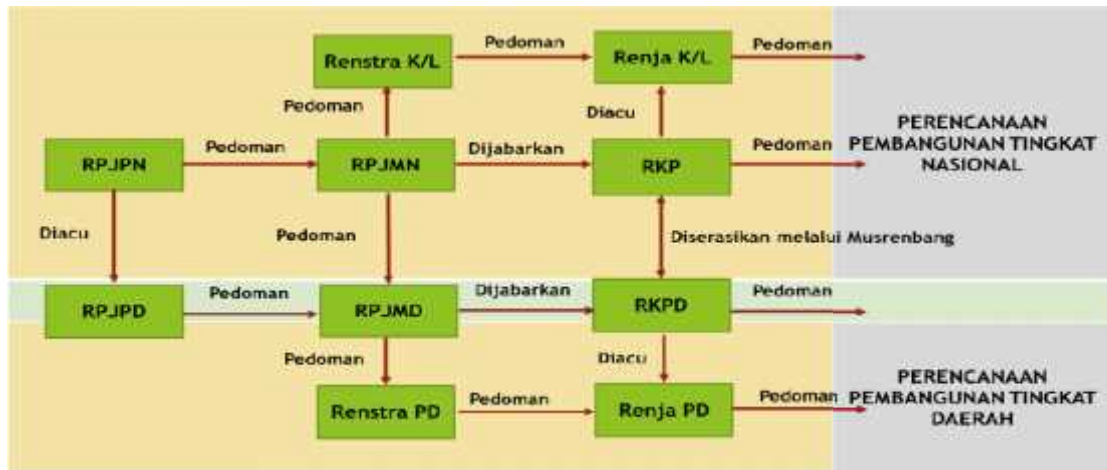 Renstra K/L
Pedoman
Renja K/L
Pedoman
Pedoman
Diacu
RPJPN
Pedoman
RPJMN
Dijabarkan
RKP
Pedoman
PERENCANAAN
PEMBANGUNAN TINGKAT
NASIONAL
Diacu
Pedoman
Diserasikan melalui Musrenbang
RPJPD
Pedoman
RPJMD
Dijabarkan
RKPD
Pedoman
Pedoman
Diacu
Renstra PD
Pedoman
Renja PD
Pedoman
PERENCANAAN
PEMBANGUNAN TINGKAT
DAERAH